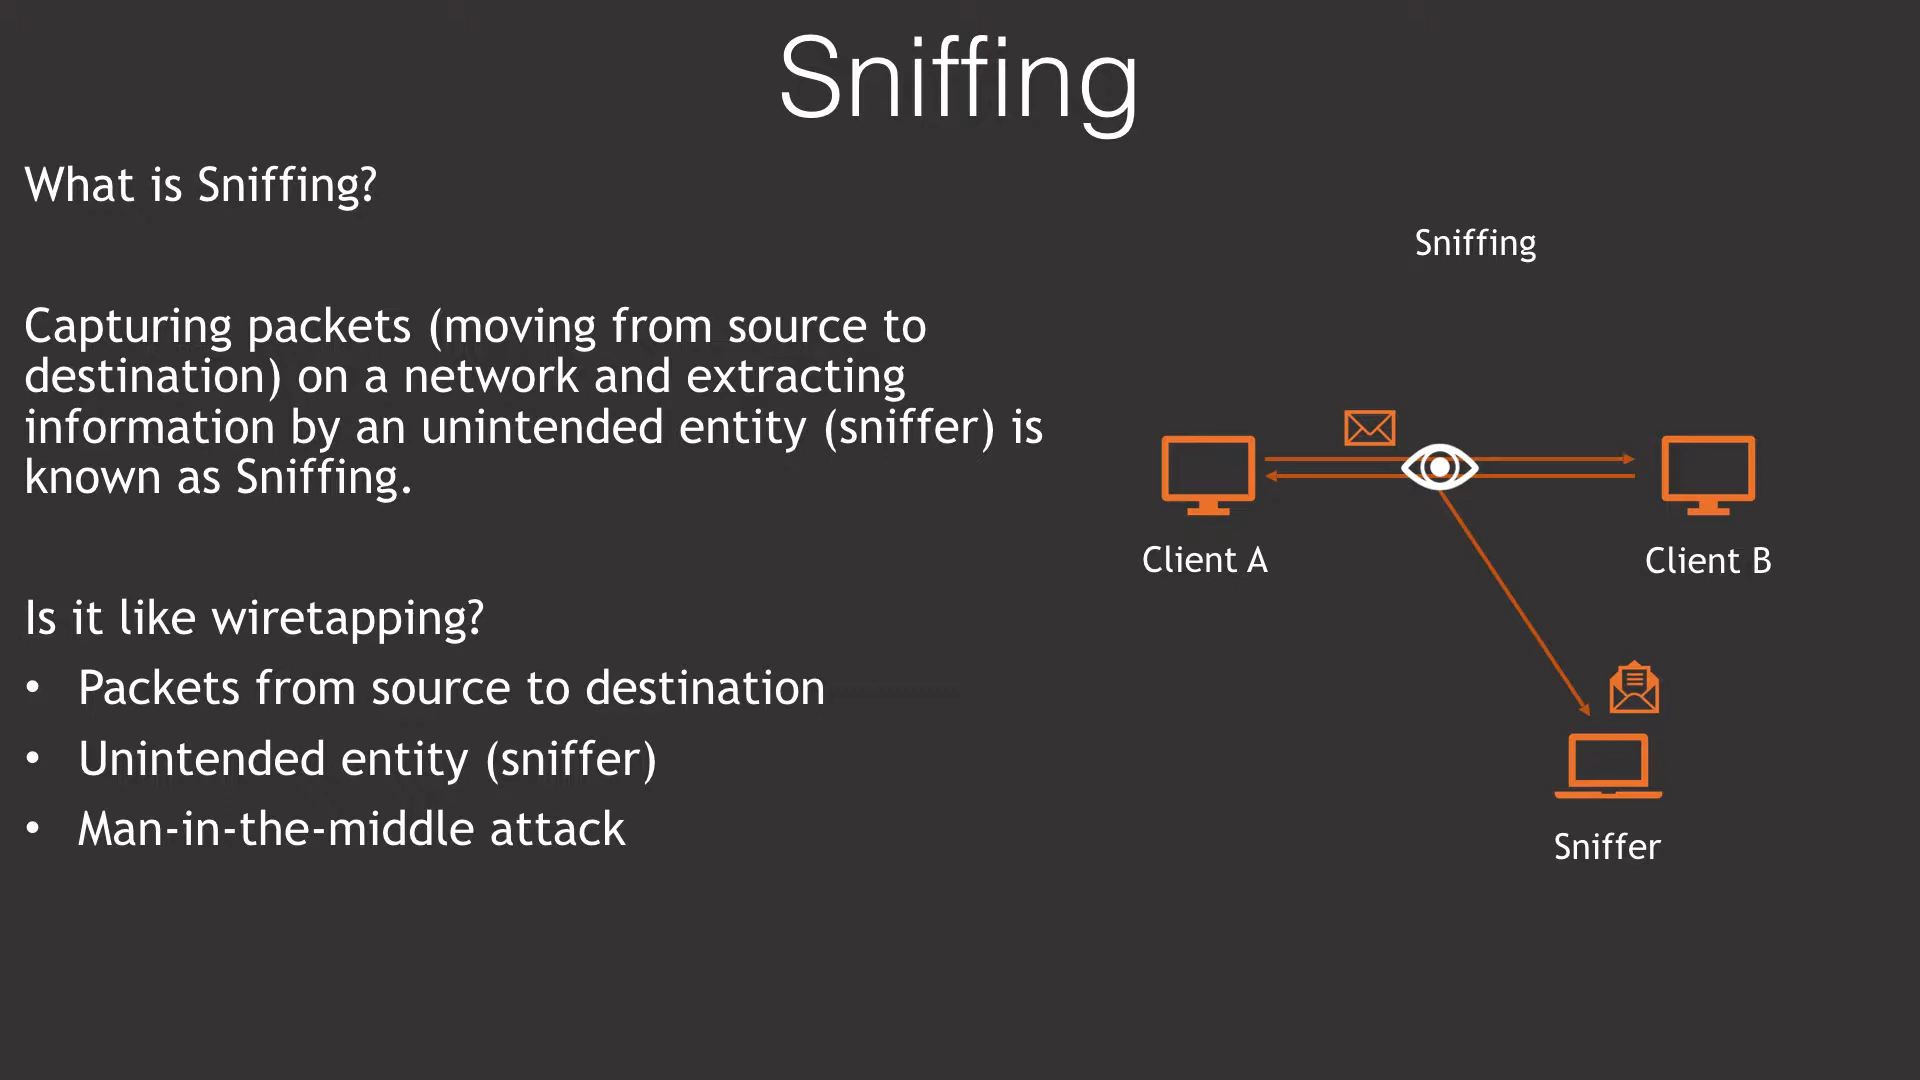 Sniffing
What is Sniffing?
Capturing packets (moving from source to
destination) on a network and extracting
information by an unintended entity (sniffer) is
known as Sniffing.
Is it like wiretapping?
• Packets from source to destination
• Unintended entity (sniffer)
• Man-in-the-middle attack
Sniffing
Client A
Client B
Sniffer